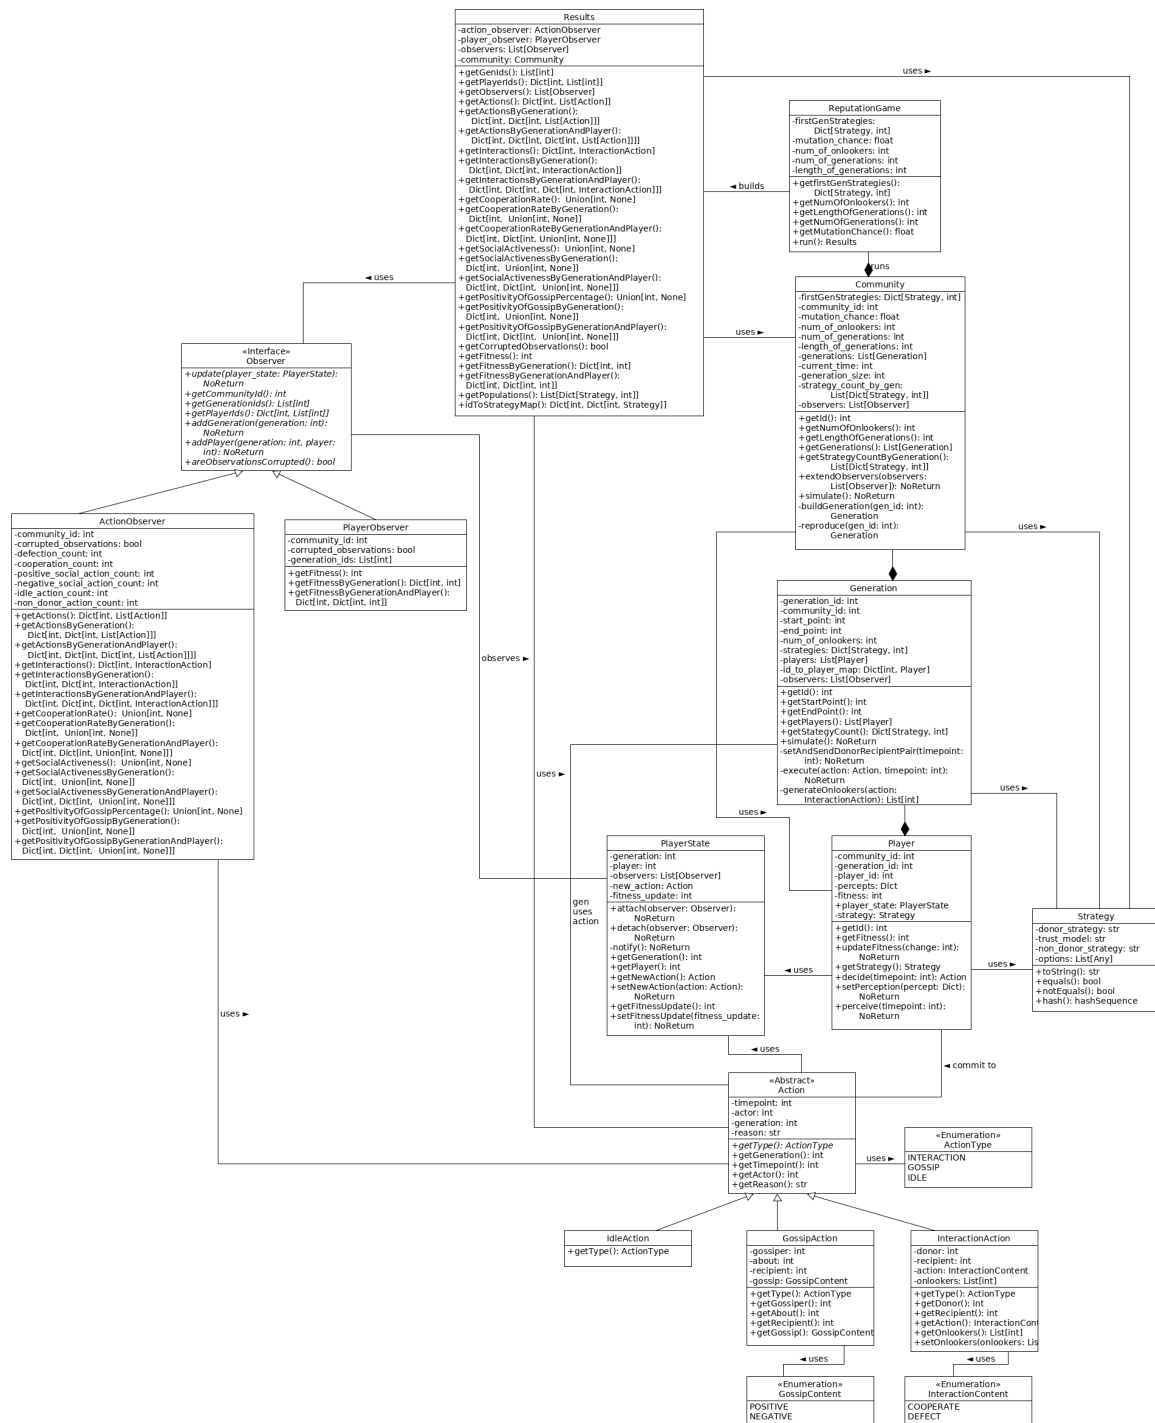 Results
-action_observer: ActionObserver
-player_observer: PlayerObserver
-observers: List[Observer]
-community: Community
+getGenIds(): List[int]
+getPlayerIds(): Dict[int, List[int]]
+getObservers(): List[Observer]
+getActions(): Dict[int, List[Action]]
+getActionsByGeneration():
Dict[int, Dict[int, List[Action]]]
+getActionsByGenerationAndPlayer():
Dict[int, Dict[int, Dict[int, List[Action]]]]
+getInteractions(): Dict[int, InteractionAction]
+getInteractionsByGeneration():
Dict[int, Dict[int, InteractionAction]]
+getInteractionsByGenerationAndPlayer():
Dict[int, Dict[int, Dict[int, InteractionAction]]]
+getCooperationRate():  Union[int, None]
+getCooperationRateByGeneration():
Dict[int,  Union[int, None]]
+getCooperationRateByGenerationAndPlayer():
Dict[int, Dict[int, Union[int, None]]]
+getSocialActiveness():  Union[int, None]
+getSocialActivenessByGeneration():
Dict[int,  Union[int, None]]
+getSocialActivenessByGenerationAndPlayer():
Dict[int, Dict[int,  Union[int, None]]]
+getPositivityOfGossipPercentage(): Union[int, None]
+getPositivityOfGossipByGeneration():
Dict[int,  Union[int, None]]
+getPositivityOfGossipByGenerationAndPlayer():
Dict[int, Dict[int,  Union[int, None]]]
+getCorruptedObservations(): bool
+getFitness(): int
+getFitnessByGeneration(): Dict[int, int]
+getFitnessByGenerationAndPlayer():
Dict[int, Dict[int, int]]
+getPopulations(): List[Dict[Strategy, int]]
+idToStrategyMap(): Dict[int, Dict[int, Strategy]]
uses ►
ReputationGame
-firstGenStrategies:
Dict[Strategy, int]
-mutation_chance: float
-num_of_onlookers: int
-num_of_generations: int
-length_of_generations: int
+getfirstGenStrategies():
Dict[Strategy, int]
+getNumOfOnlookers(): int
+getLengthOfGenerations(): int
+getNumOfGenerations(): int
+getMutationChance(): float
+run(): Results
◄ builds
runs
◄ uses
uses ►
Community
-firstGenStrategies: Dict[Strategy, int]
-community_id: int
-mutation_chance: float
-num_of_onlookers: int
-num_of_generations: int
-length_of_generations: int
-generations: List[Generation]
-current_time: int
-generation_size: int
-strategy_count_by_gen:
List[Dict[Strategy, int]]
-observers: List[Observer]
+getId(): int
+getNumOfOnlookers(): int
+getLengthOfGenerations(): int
+getGenerations(): List[Generation]
+getStrategyCountByGeneration():
List[Dict[Strategy, int]]
+extendObservers(observers:
List[Observer]): NoReturn
+simulate(): NoReturn
-buildGeneration(gen_id: int):
Generation
-reproduce(gen_id: int):
Generation
uses ►
«Interface»
Observer
+update(player_state: PlayerState):
NoReturn
+getCommunityId(): int
+getGenerationIds(): List[int]
+getPlayerIds(): Dict[int, List[int]]
+addGeneration(generation: int):
NoReturn
+addPlayer(generation: int, player:
int): NoReturn
+areObservationsCorrupted(): bool
ActionObserver
-community_id: int
-corrupted_observations: bool
-defection_count: int
-cooperation_count: int
-positive_social_action_count: int
-negative_social_action_count: int
-idle_action_count: int
-non_donor_action_count: int
+getActions(): Dict[int, List[Action]]
+getActionsByGeneration():
Dict[int, Dict[int, List[Action]]]
+getActionsByGenerationAndPlayer():
Dict[int, Dict[int, Dict[int, List[Action]]]]
+getInteractions(): Dict[int, InteractionAction]
+getInteractionsByGeneration():
Dict[int, Dict[int, InteractionAction]]
+getInteractionsByGenerationAndPlayer():
Dict[int, Dict[int, Dict[int, InteractionAction]]]
+getCooperationRate():  Union[int, None]
+getCooperationRateByGeneration():
Dict[int,  Union[int, None]]
+getCooperationRateByGenerationAndPlayer():
Dict[int, Dict[int, Union[int, None]]]
+getSocialActiveness():  Union[int, None]
+getSocialActivenessByGeneration():
Dict[int,  Union[int, None]]
+getSocialActivenessByGenerationAndPlayer():
Dict[int, Dict[int,  Union[int, None]]]
+getPositivityOfGossipPercentage(): Union[int, None]
+getPositivityOfGossipByGeneration():
Dict[int,  Union[int, None]]
+getPositivityOfGossipByGenerationAndPlayer():
Dict[int, Dict[int,  Union[int, None]]]
PlayerObserver
-community_id: int
-corrupted_observations: bool
-generation_ids: List[int]
+getFitness(): int
+getFitnessByGeneration(): Dict[int, int]
+getFitnessByGenerationAndPlayer():
Dict[int, Dict[int, int]]
observes ►
Generation
-generation_id: int
-community_id: int
-start_point: int
-end_point: int
-num_of_onlookers: int
-strategies: Dict[Strategy, int]
-players: List[Player]
-id_to_player_map: Dict[int, Player]
-observers: List[Observer]
+getId(): int
+getStartPoint(): int
+getEndPoint(): int
+getPlayers(): List[Player]
+getStategyCount(): Dict[Strategy, int]
+simulate(): NoReturn
-setAndSendDonorRecipientPair(timepoint:
int): NoReturn
-execute(action: Action, timepoint: int):
NoReturn
-generateOnlookers(action:
InteractionAction): List[int]
uses ►
uses ►
uses ►
PlayerState
-generation: int
-player: int
-observers: List[Observer]
-new_action: Action
-fitness_update: int
+attach(observer: Observer):
NoReturn
+detach(observer: Observer):
NoReturn
-notify(): NoReturn
+getGeneration(): int
+getPlayer(): int
+getNewAction(): Action
+setNewAction(action: Action):
NoReturn
+getFitnessUpdate(): int
+setFitnessUpdate(fitness_update:
int): NoReturn
gen
uses
action
Player
-community_id: int
-generation_id: int
-player_id: int
-percepts: Dict
-fitness: int
+player_state: PlayerState
-strategy: Strategy
+getId(): int
+getFitness(): int
+updateFitness(change: int):
NoReturn
+getStrategy(): Strategy
+decide(timepoint: int): Action
+setPerception(percept: Dict):
NoReturn
+perceive(timepoint: int):
NoReturn
◄ uses
uses ►
Strategy
-donor_strategy: str
-trust_model: str
-non_donor_strategy: str
-options: List[Any]
+toString(): str
+equals(): bool
+notEquals(): bool
+hash(): hashSequence
uses ►
◄ uses
◄ commit to
«Abstract»
Action
-timepoint: int
-actor: int
-generation: int
-reason: str
+getType(): ActionType
+getGeneration(): int
+getTimepoint(): int
+getActor(): int
+getReason(): str
uses ►
«Enumeration»
ActionType
INTERACTION
GOSSIP
IDLE
IdleAction
+getType(): ActionType
GossipAction
-gossiper: int
-about: int
-recipient: int
-gossip: GossipContent
+getType(): ActionType
+getGossiper(): int
+getAbout(): int
+getRecipient(): int
+getGossip(): GossipContent
InteractionAction
-donor: int
-recipient: int
-action: InteractionContent
-onlookers: List[int]
+getType(): ActionType
+getDonor(): int
+getRecipient(): int
+getAction(): InteractionCont
+getOnlookers(): List[int]
+setOnlookers(onlookers: Lis
◄ uses
◄ uses
«Enumeration»
GossipContent
POSITIVE
NEGATIVE
«Enumeration»
InteractionContent
COOPERATE
DEFECT